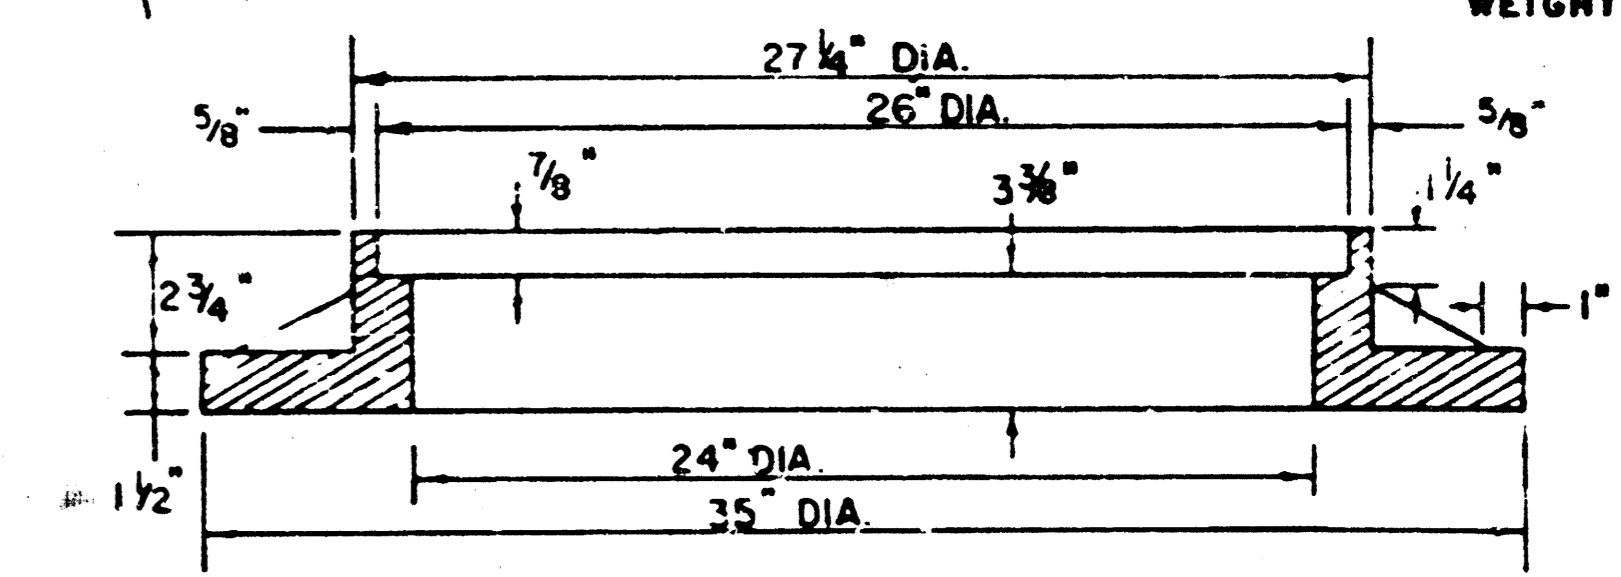 WEIGHT
27 1/4" DIA.
26" DIA.
5/8"
5/8"
7/8"
3 3/8"
1 1/4"
2 3/4"
1"
1 1/2"
24" DIA.
35" DIA.